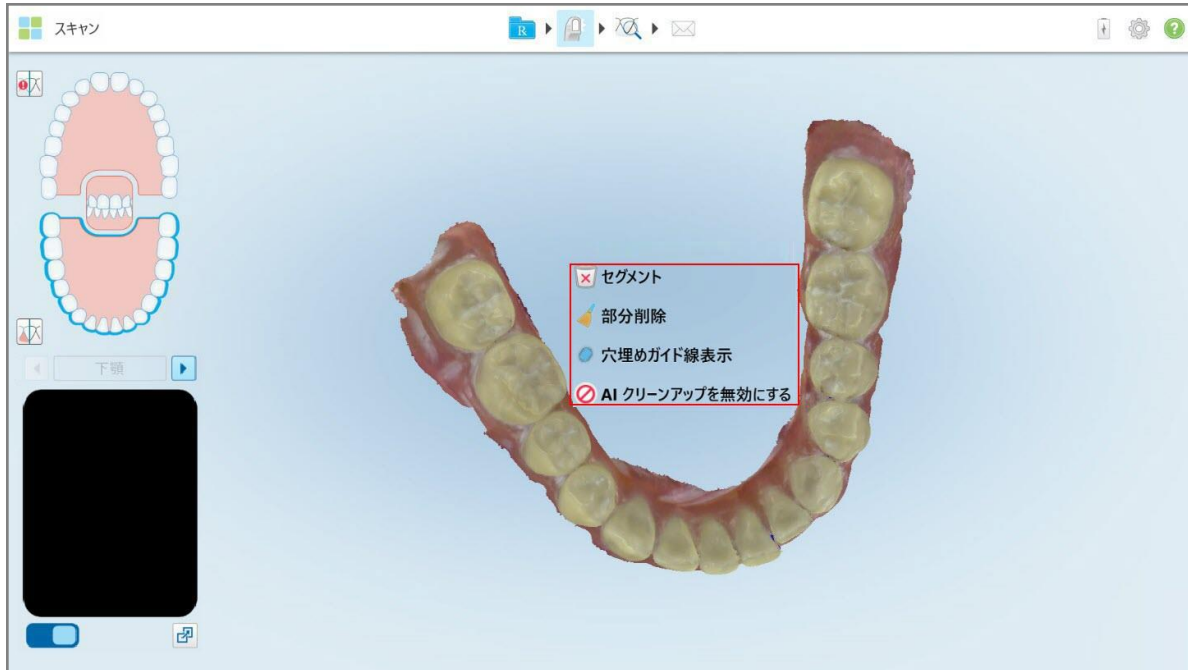 スキャン
R
下顎
セグメント
部分削除
穴埋めガイド線表示
AI クリーンアップを無効にする